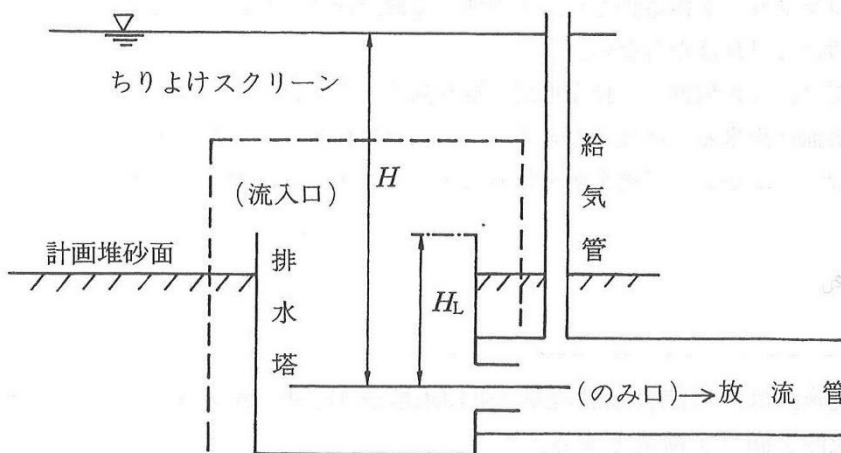 ちりよけスクリーン
H
給気管
(流入口)
計画堆砂面
排水塔
H_L
(のみ口)→放流管